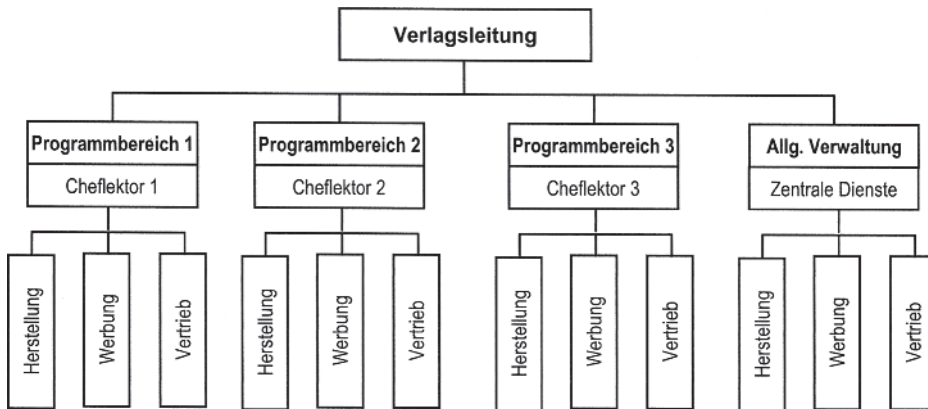 Verlagsleitung
Programmbereich 1
Cheflektor 1
Programmbereich 2
Cheflektor 2
Programmbereich 3
Cheflektor 3
Allg. Verwaltung
Zentrale Dienste
Herstellung
Werbung
Vertrieb
Herstellung
Werbung
Vertrieb
Herstellung
Werbung
Vertrieb
Herstellung
Werbung
Vertrieb